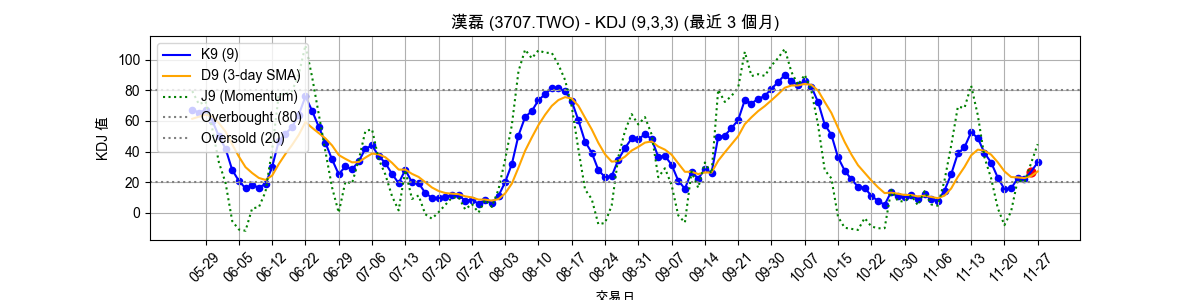 漢磊 (3707.TWO) - KDJ (9,3,3) (最近 3 個月)
K9 (9)
D9 (3-day SMA)
J9 (Momentum)
Overbought (80)
Oversold (20)
KDJ 值
100
80
60
40
20
0
05-29 06-05 06-12 06-22 06-29 07-06 07-13 07-20 07-27 08-03 08-10 08-17 08-24 08-31 09-07 09-14 09-21 09-30 10-07 10-15 10-22 10-30 11-06 11-13 11-20 11-27
交易日